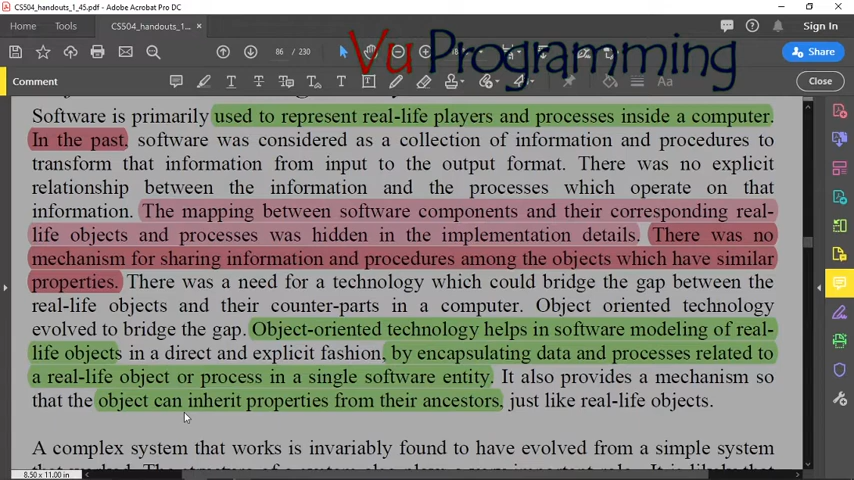 CS504_handouts_1_45.pdf - Adobe Acrobat Pro DC
Home Tools CS504_handouts_1_... × Sign In
86 / 230 Share
Vu Programming
Comment Close
Software is primarily used to represent real-life players and processes inside a computer.
In the past, software was considered as a collection of information and procedures to
transform that information from input to the output format. There was no explicit
relationship between the information and the processes which operate on that
information. The mapping between software components and their corresponding real-
life objects and processes was hidden in the implementation details. There was no
mechanism for sharing information and procedures among the objects which have similar
properties. There was a need for a technology which could bridge the gap between the
real-life objects and their counter-parts in a computer. Object oriented technology
evolved to bridge the gap. Object-oriented technology helps in software modeling of real-
life objects in a direct and explicit fashion, by encapsulating data and processes related to
a real-life object or process in a single software entity. It also provides a mechanism so
that the object can inherit properties from their ancestors, just like real-life objects.
A complex system that works is invariably found to have evolved from a simple system
8.50 x 11.00 in